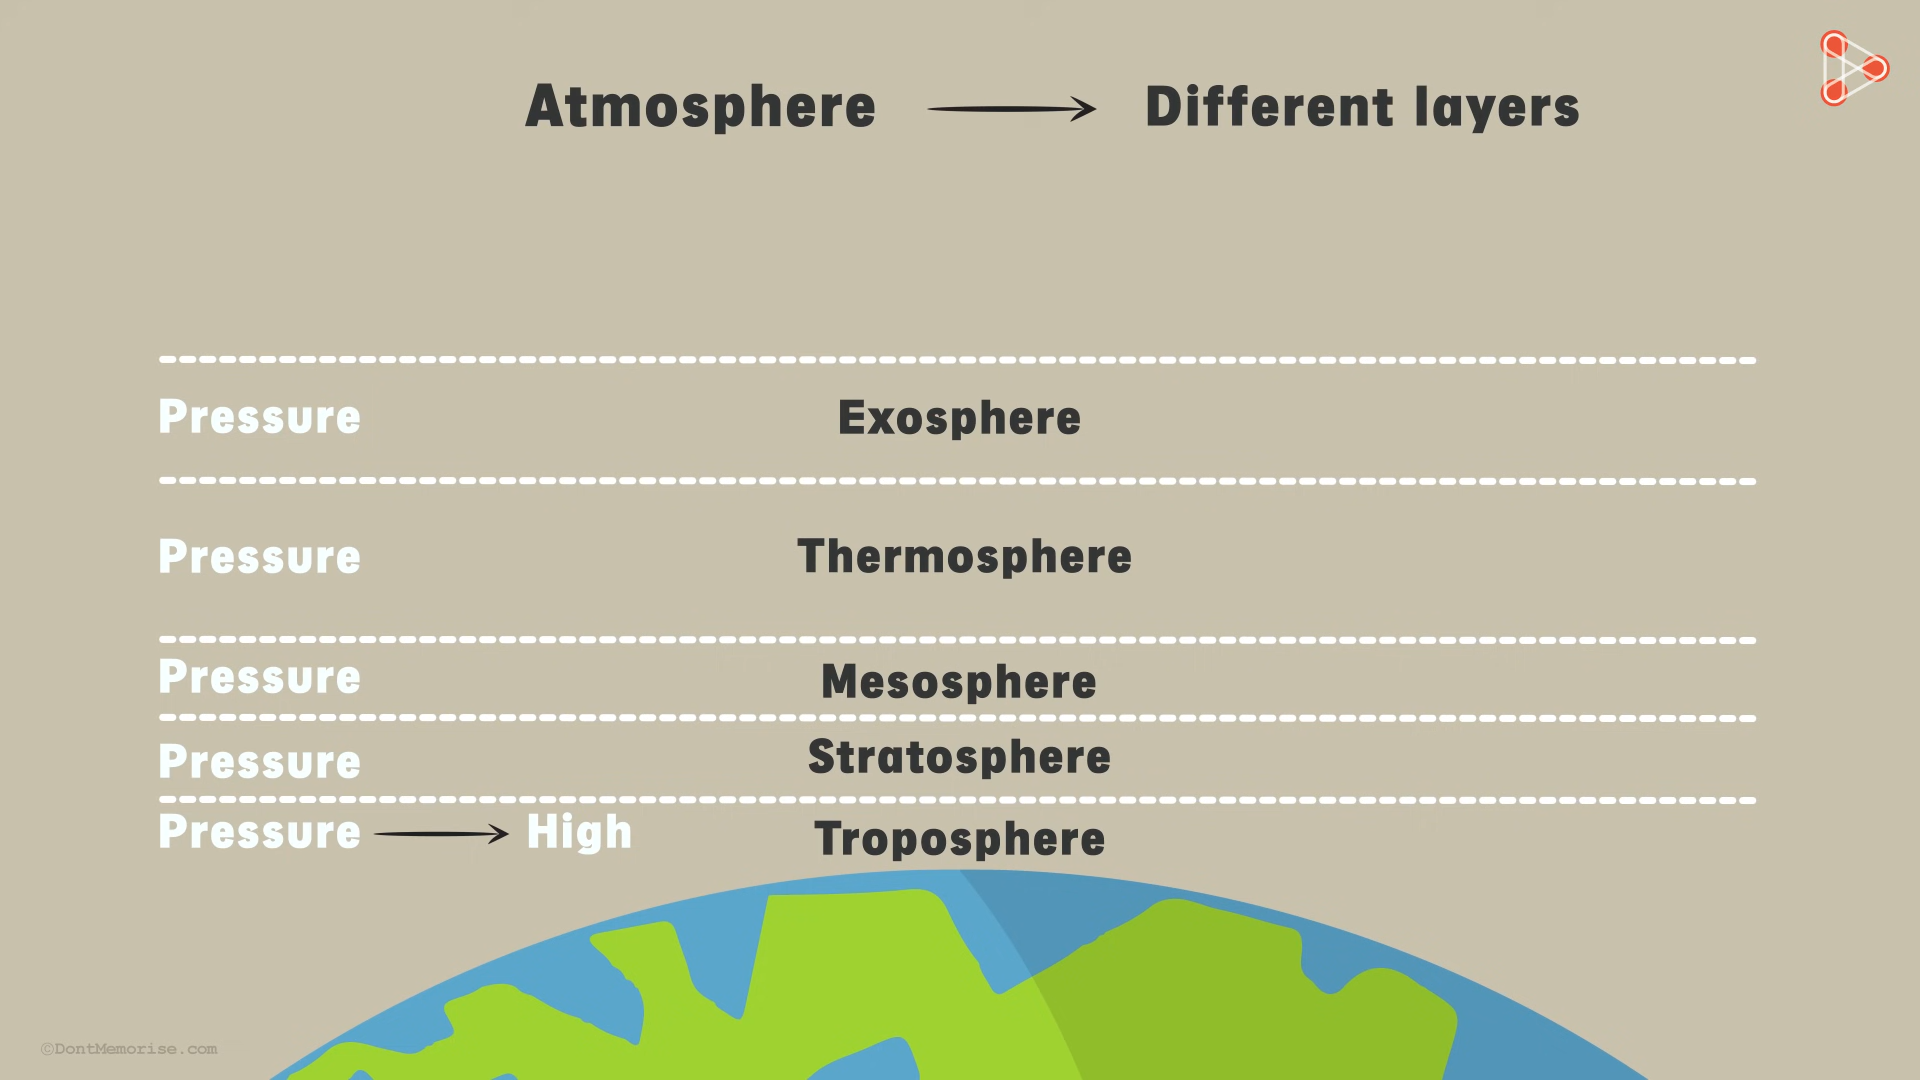 Atmosphere → Different layers
Pressure Exosphere
Pressure Thermosphere
Pressure Mesosphere
Pressure Stratosphere
Pressure → High Troposphere
©DontMemorise.com